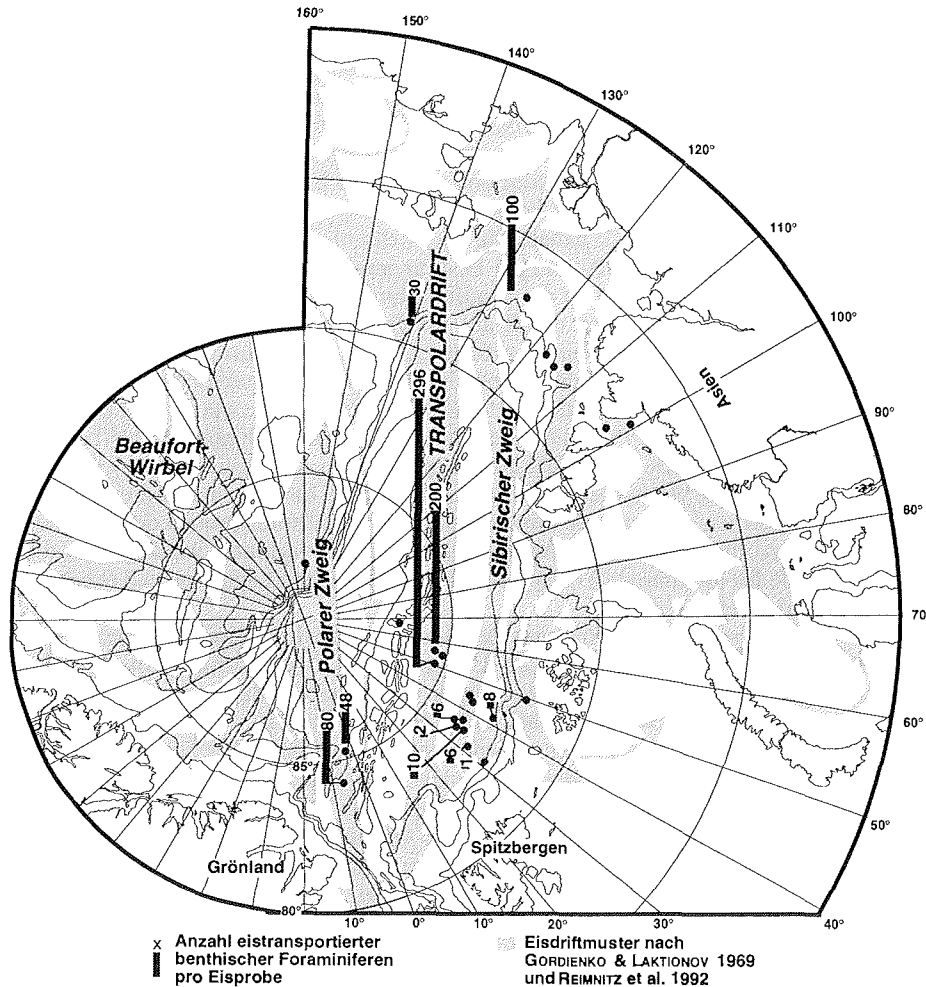 160°
150°
140°
130°
120°
110°
100°
90°
80°
70°
60°
50°
40°
30°
20°
10°
0°
10°
80°
85°
100
30
296
200
TRANSPOLARDRIFT
Sibirischer Zweig
Polarer Zweig
Beaufort-
Wirbel
Asien
80
48
10
2
6
6
1
8
Grönland
Spitzbergen
x Anzahl eistransportierter
benthischer Foraminiferen
pro Eisprobe
Eisdriftmuster nach
GORDIENKO & LAKTIONOV 1969
und REIMNITZ et al. 1992